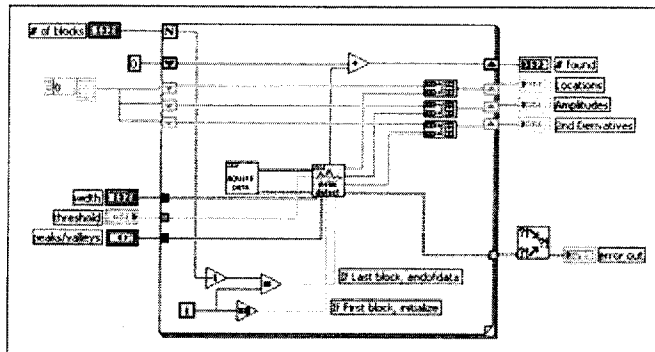 # of blocks
N
0
# found
0
Locations
Amplitudes
2nd Derivatives
ACQUIRE
DATA
width
threshold
peaks/valleys
error out
If Last block, endofdata
i
If First block, initialize